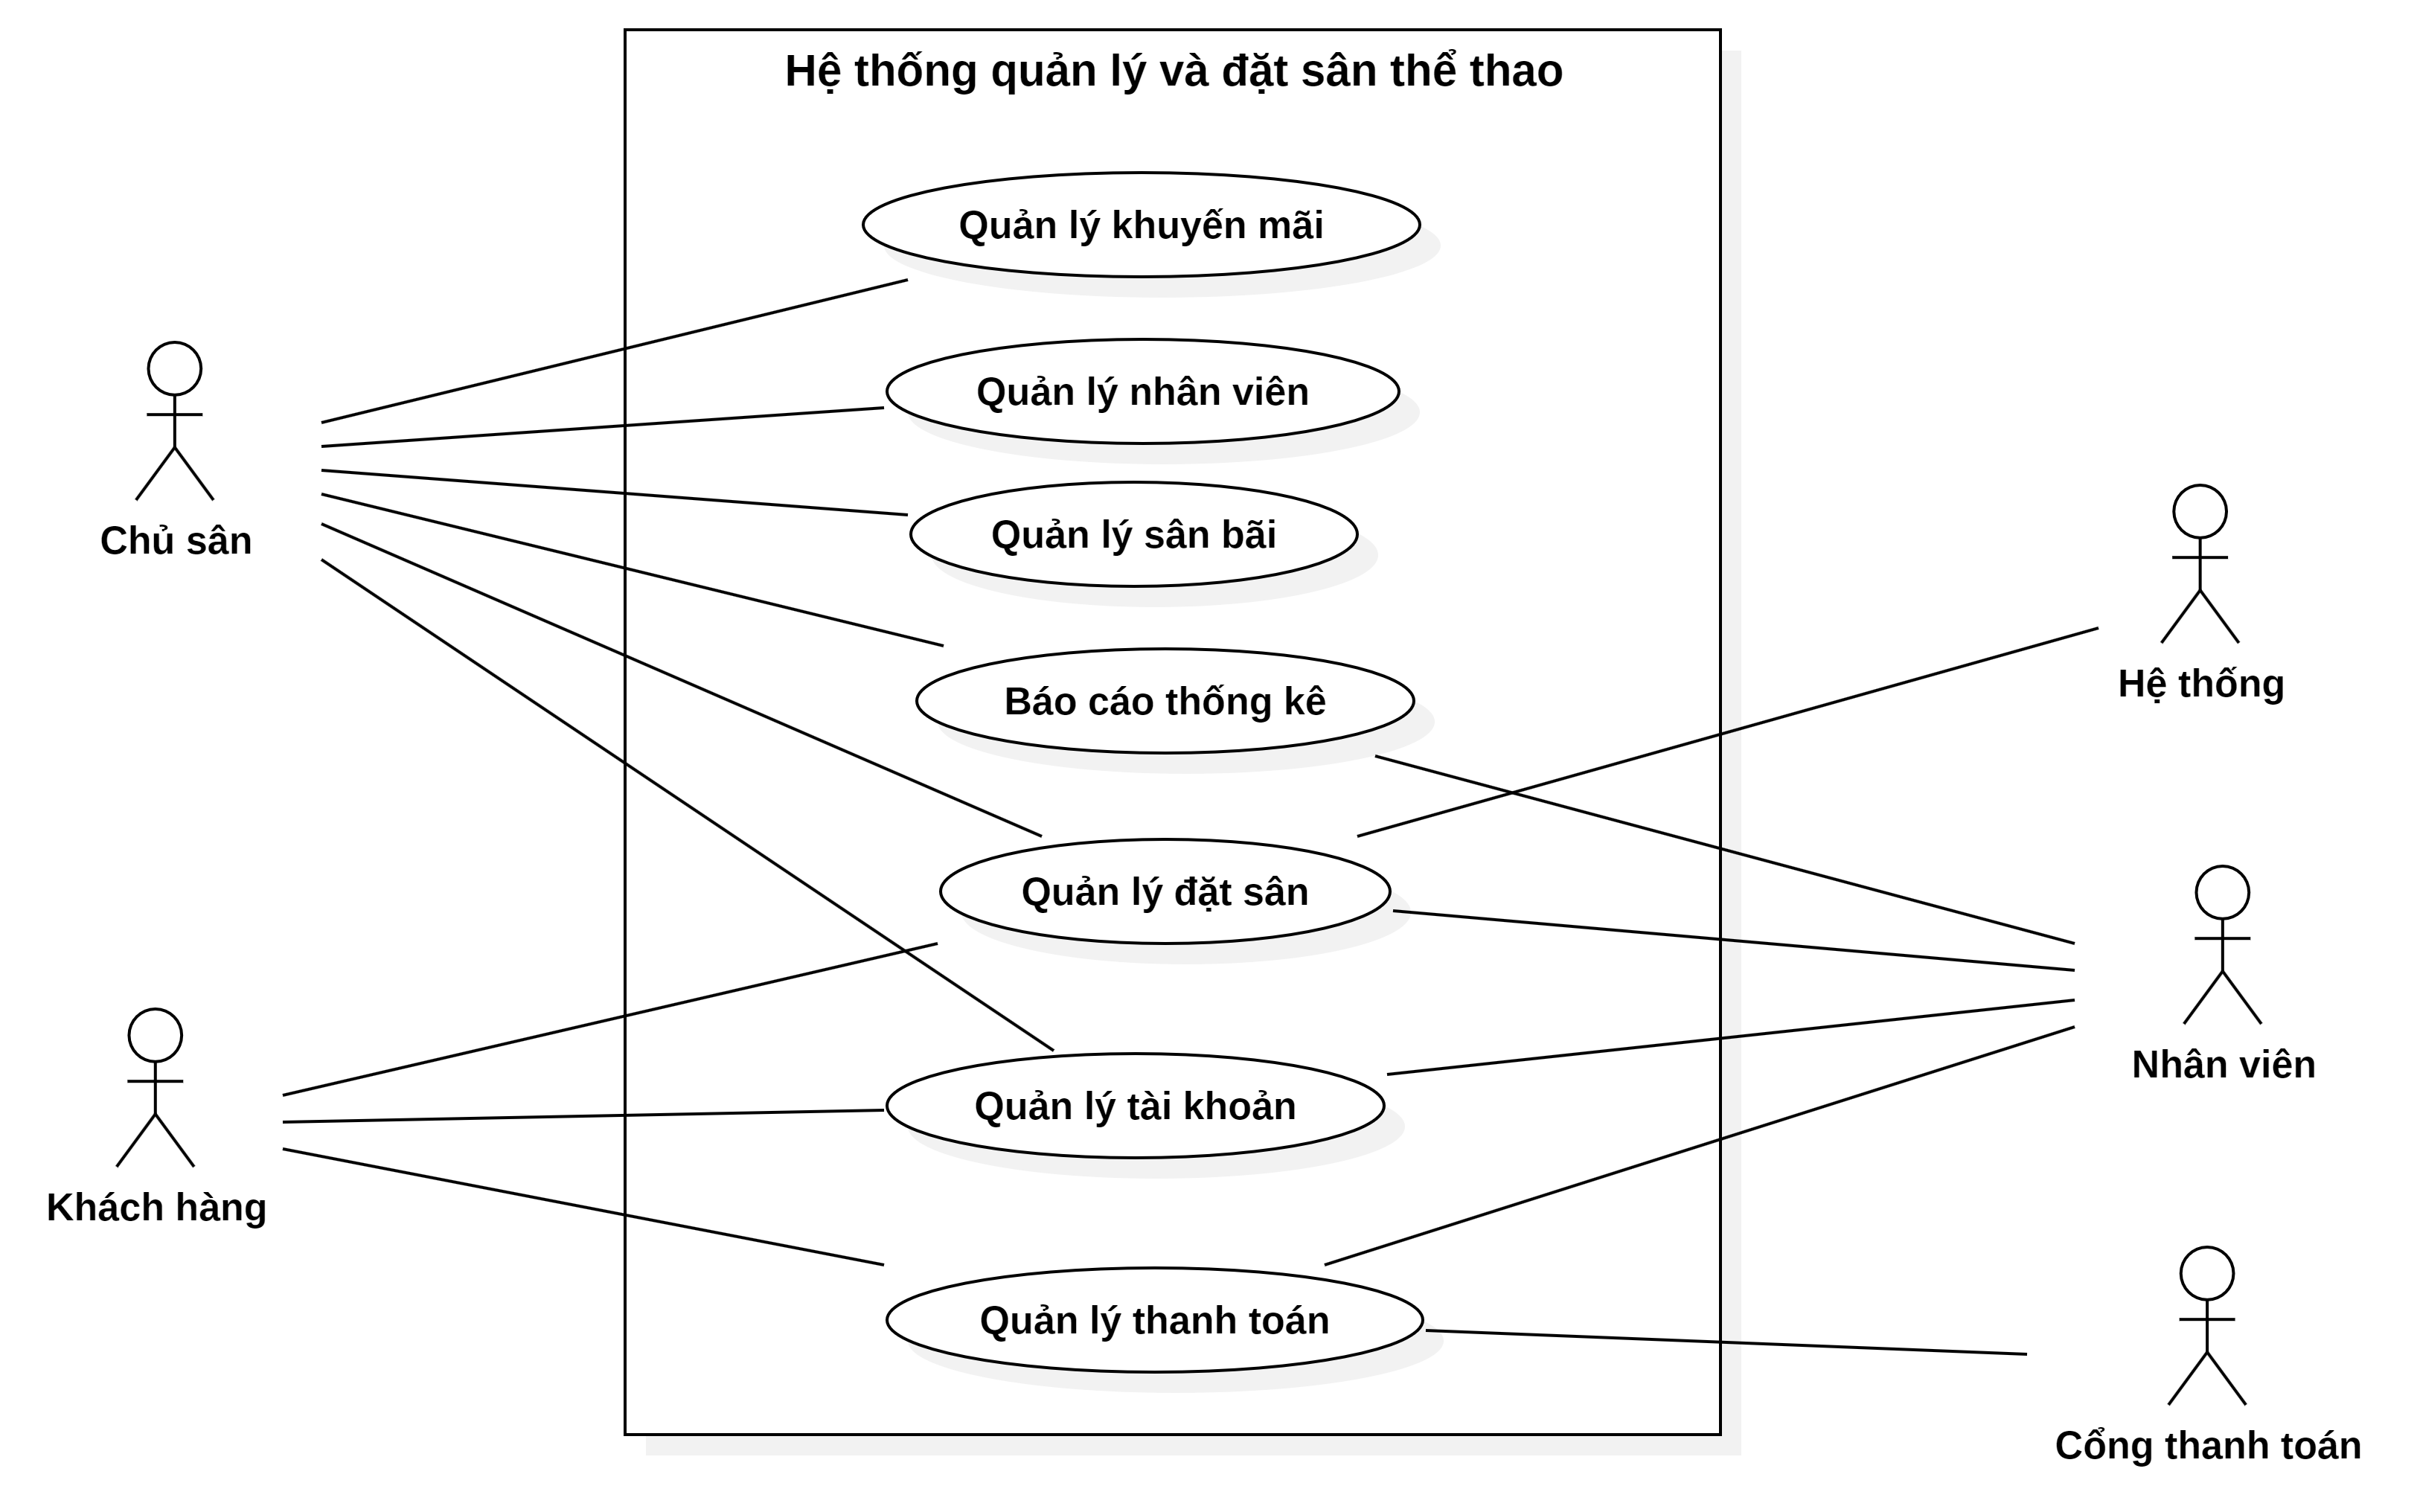 Hệ thống quản lý và đặt sân thể thao
Quản lý khuyến mãi
Quản lý nhân viên
Quản lý sân bãi
Chủ sân
Hệ thống
Báo cáo thống kê
Quản lý đặt sân
Nhân viên
Quản lý tài khoản
Khách hàng
Quản lý thanh toán
Cổng thanh toán